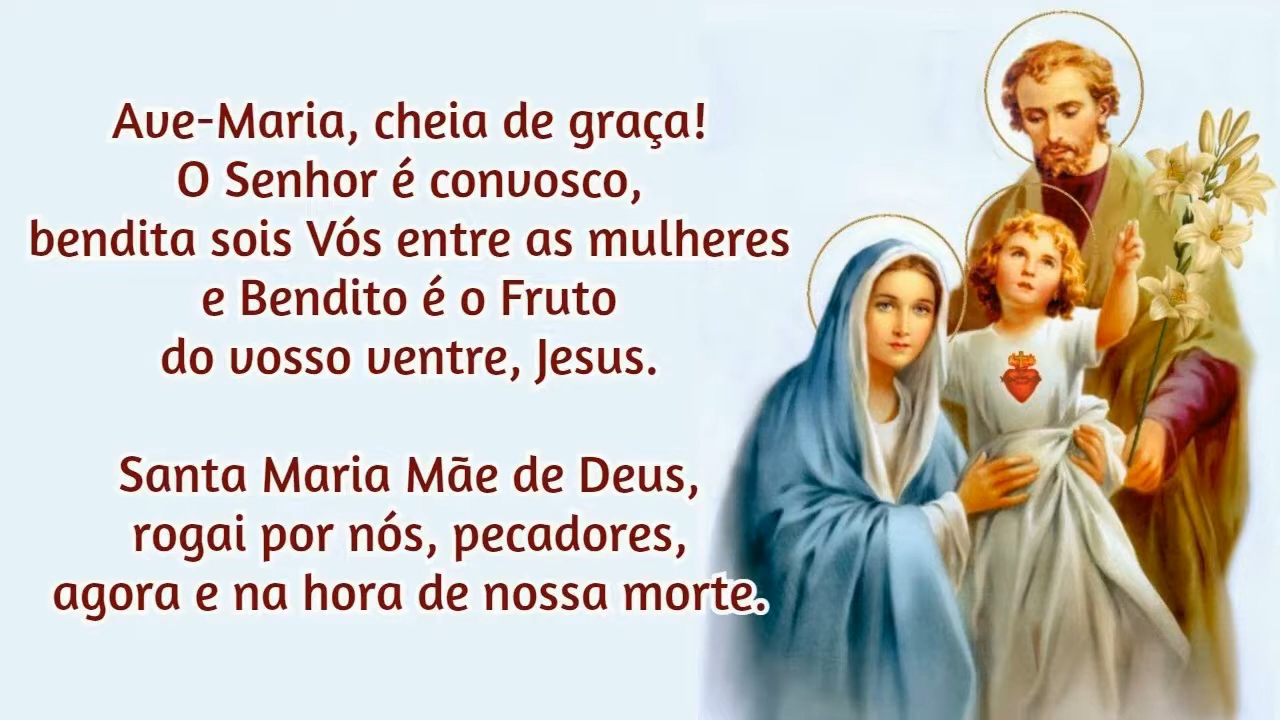 Ave-Maria, cheia de graça!
O Senhor é convosco,
bendita sois Vós entre as mulheres
e Bendito é o Fruto
do vosso ventre, Jesus.
Santa Maria Mãe de Deus,
rogai por nós, pecadores,
agora e na hora de nossa morte.